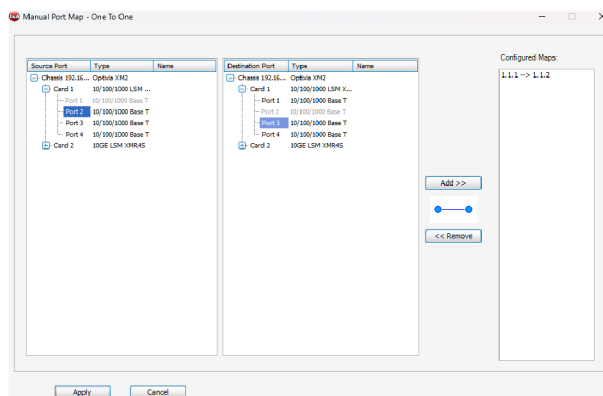 IxA Manual Port Map - One To One
Configured Maps:
Source Port Type Name
Destination Port Type Name
1.1.1 --> 1.1.2
Chassis 192.16... Optixia XM2
Card 1 10/100/1000 LSM ...
Port 1 10/100/1000 Base T
Port 2 10/100/1000 Base T
Port 3 10/100/1000 Base T
Port 4 10/100/1000 Base T
Card 2 10GE LSM XMR4S
Chassis 192.16... Optixia XM2
Card 1 10/100/1000 LSM X...
Port 1 10/100/1000 Base T
Port 2 10/100/1000 Base T
Port 3 10/100/1000 Base T
Port 4 10/100/1000 Base T
Card 2 10GE LSM XMR4S
Add >>
<< Remove
Apply Cancel